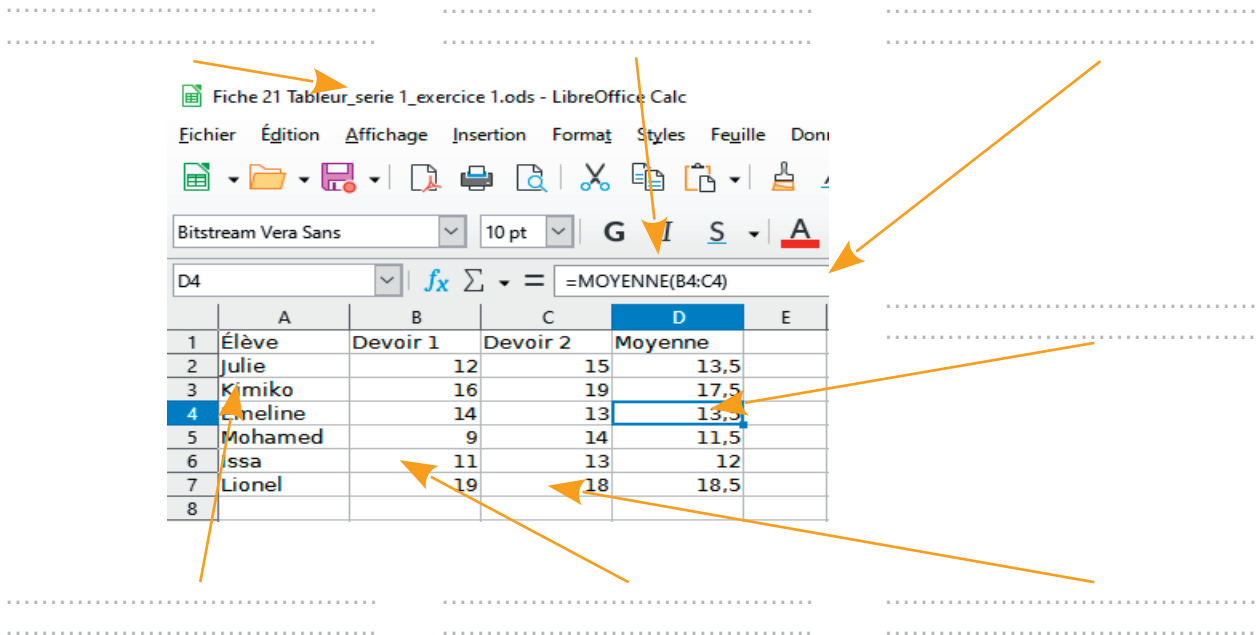 Fiche 21 Tableur_serie 1_exercice 1.ods - LibreOffice Calc
Fichier Édition Affichage Insertion Format Styles Feuille Donn
Bitstream Vera Sans 10 pt G I S A
D4 fx Σ = =MOYENNE(B4:C4)
A B C D E
1 Élève Devoir 1 Devoir 2 Moyenne
2 Julie 12 15 13,5
3 Kimiko 16 19 17,5
4 Emeline 14 13 13,5
5 Mohamed 9 14 11,5
6 Issa 11 13 12
7 Lionel 19 18 18,5
8